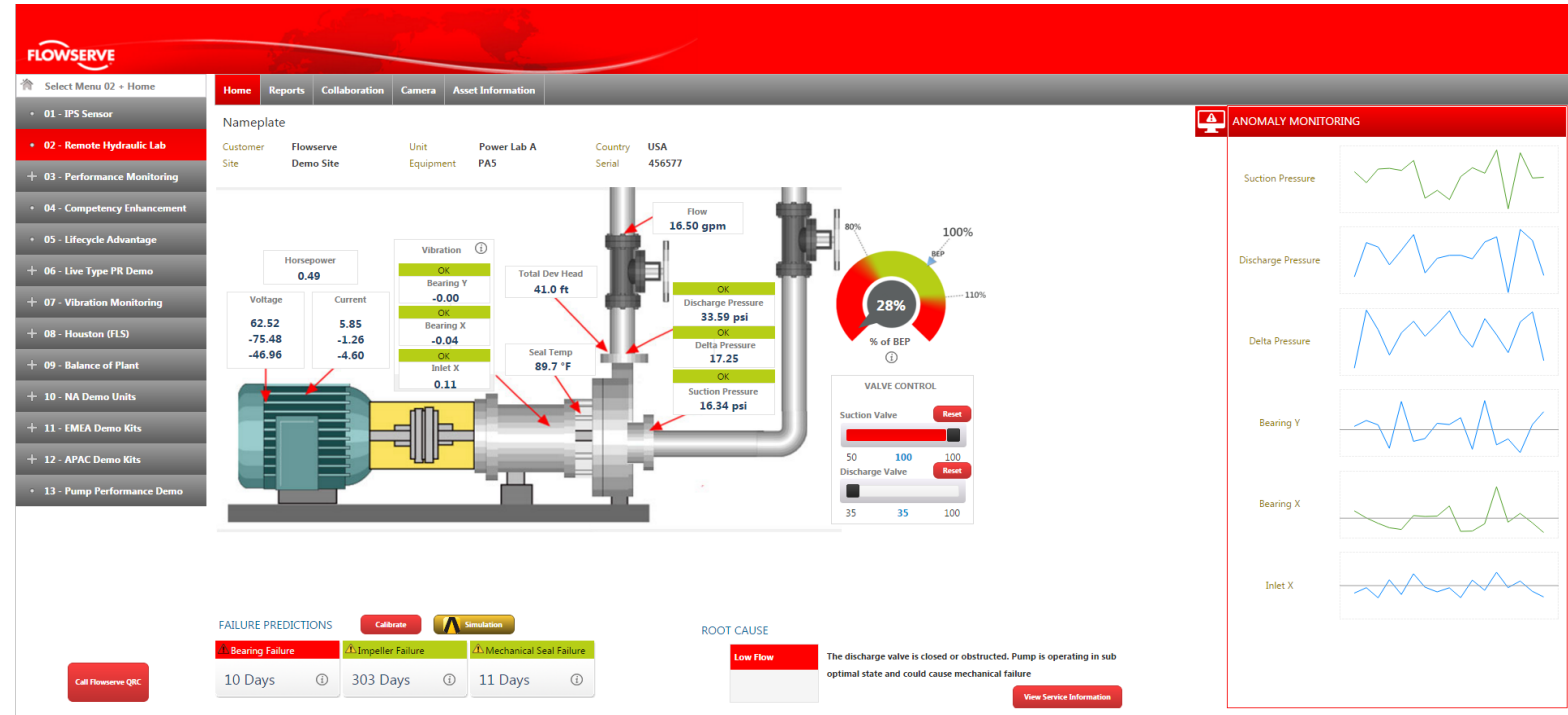 FLOWSERVE
Select Menu 02 + Home
01 - IPS Sensor
02 - Remote Hydraulic Lab
03 - Performance Monitoring
04 - Competency Enhancement
05 - Lifecycle Advantage
06 - Live Type PR Demo
07 - Vibration Monitoring
08 - Houston (FLS)
09 - Balance of Plant
10 - NA Demo Units
11 - EMEA Demo Kits
12 - APAC Demo Kits
13 - Pump Performance Demo
Call Flowserve QRC
Home Reports Collaboration Camera Asset Information
Nameplate
Customer Flowserve Unit Power Lab A Country USA
Site Demo Site Equipment PA5 Serial 456577
Horsepower
0.49
Voltage
62.52
-75.48
-46.96
Current
5.85
-1.26
-4.60
Vibration
OK
Bearing Y
-0.00
OK
Bearing X
-0.04
OK
Inlet X
0.11
Total Dev Head
41.0 ft
Seal Temp
89.7 °F
Flow
16.50 gpm
OK
Discharge Pressure
33.59 psi
OK
Delta Pressure
17.25
OK
Suction Pressure
16.34 psi
80%
100%
BEP
110%
28%
% of BEP
VALVE CONTROL
Suction Valve Reset
50 100 100
Discharge Valve Reset
35 35 100
FAILURE PREDICTIONS Calibrate Simulation
Bearing Failure
10 Days
Impeller Failure
303 Days
Mechanical Seal Failure
11 Days
ROOT CAUSE
Low Flow
The discharge valve is closed or obstructed. Pump is operating in sub
optimal state and could cause mechanical failure
View Service Information
ANOMALY MONITORING
Suction Pressure
Discharge Pressure
Delta Pressure
Bearing Y
Bearing X
Inlet X